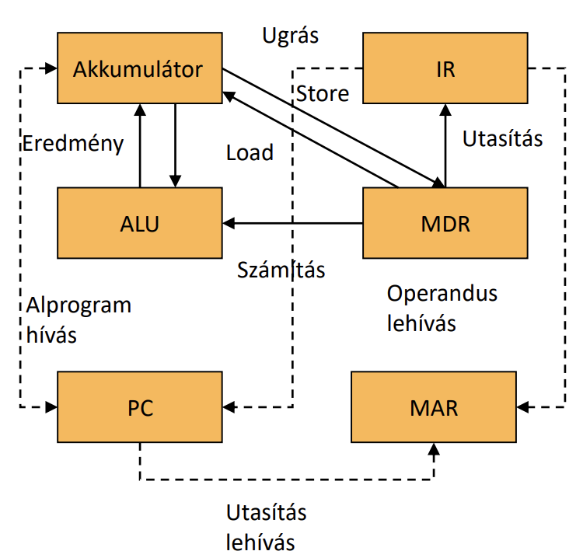 Ugrás
Akkumulátor
IR
Store
Eredmény
Load
Utasítás
ALU
MDR
Számítás
Alprogram
hívás
Operandus
lehívás
PC
MAR
Utasítás
lehívás